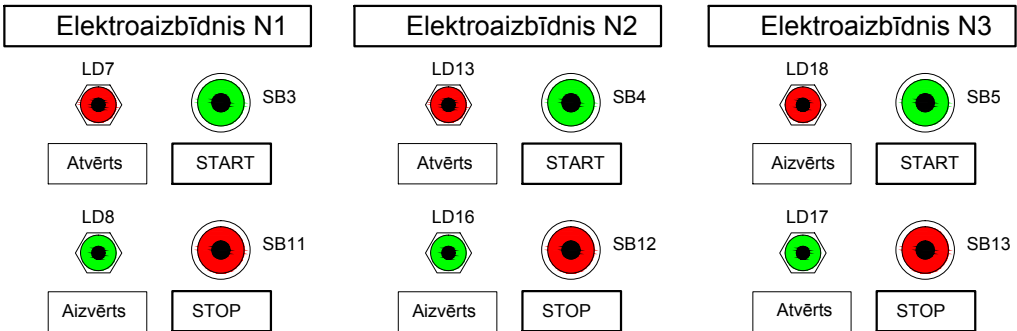 Elektroaizbīdnis N1
Elektroaizbīdnis N2
Elektroaizbīdnis N3
LD7
SB3
LD13
SB4
LD18
SB5
Atvērts
START
Atvērts
START
Aizvērts
START
LD8
SB11
LD16
SB12
LD17
SB13
Aizvērts
STOP
Aizvērts
STOP
Atvērts
STOP